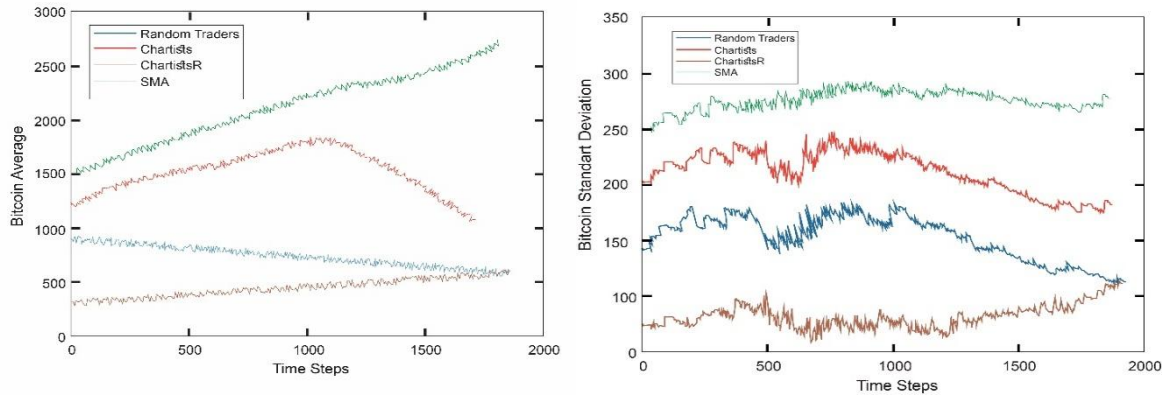 3000
2500
2000
1500
1000
500
0
Bitcoin Average
Random Traders
Chartists
ChartistsR
SMA
0 500 1000 1500 2000
Time Steps
350
300
250
200
150
100
0
Bitcoin Standart Deviation
Random Traders
Chartists
ChartistsR
SMA
0 500 1000 1500 2000
Time Steps